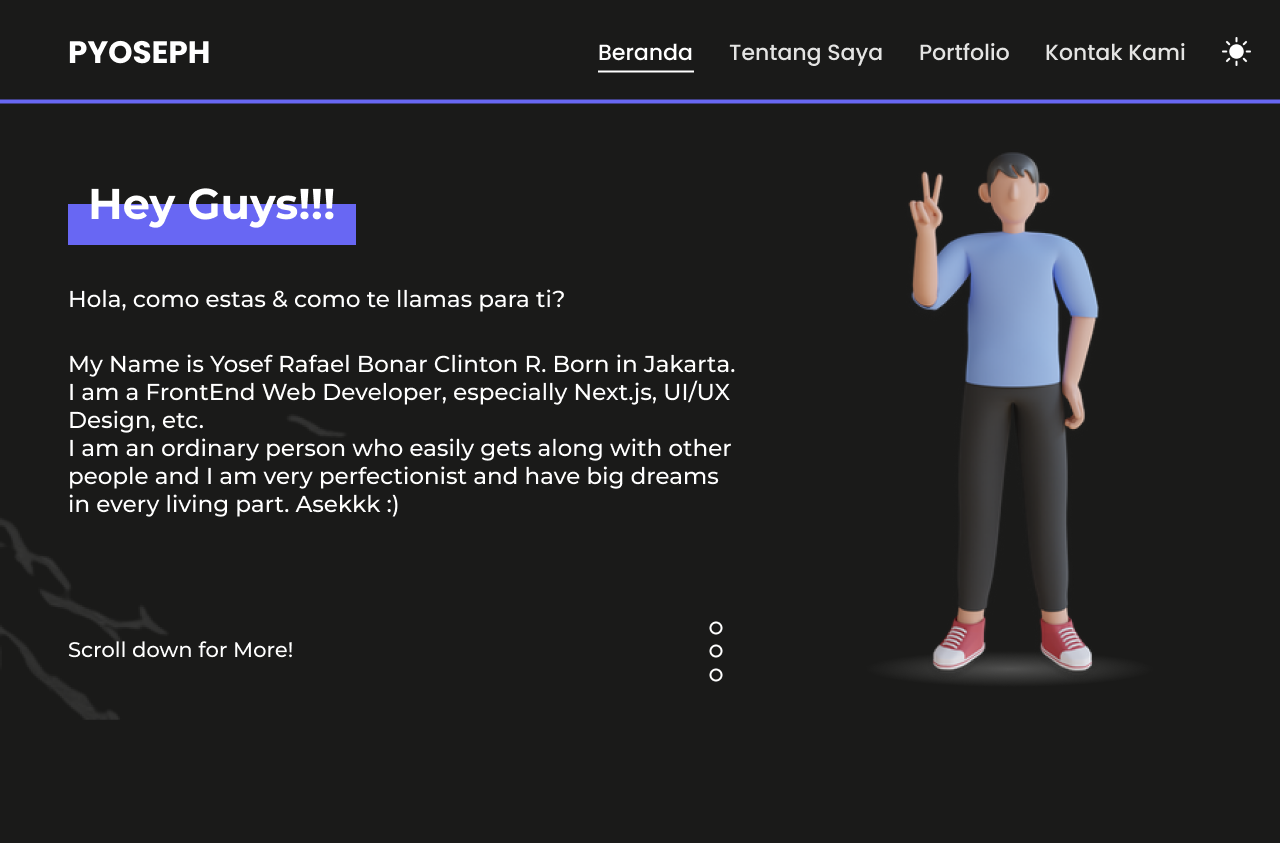 PYOSEPH
Beranda
Tentang Saya
Portfolio
Kontak Kami
Hey Guys!!!
Hola, como estas & como te llamas para ti?
My Name is Yosef Rafael Bonar Clinton R. Born in Jakarta.
I am a FrontEnd Web Developer, especially Next.js, UI/UX
Design, etc.
I am an ordinary person who easily gets along with other
people and I am very perfectionist and have big dreams
in every living part. Asekkk :)
Scroll down for More!